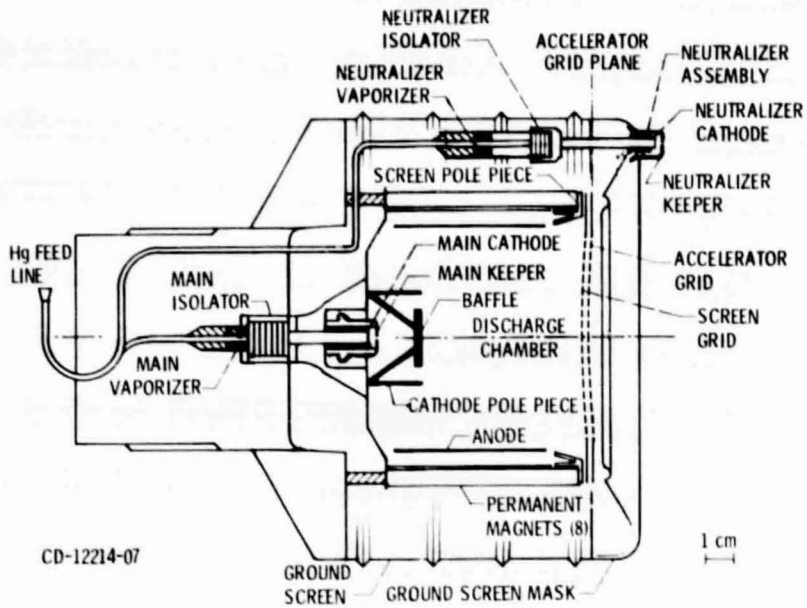 NEUTRALIZER
ISOLATOR
ACCELERATOR
GRID PLANE
NEUTRALIZER
ASSEMBLY
NEUTRALIZER
VAPORIZER
NEUTRALIZER
CATHODE
SCREEN POLE PIECE
NEUTRALIZER
KEEPER
Hg FEED
LINE
MAIN
ISOLATOR
MAIN CATHODE
MAIN KEEPER
BAFFLE
DISCHARGE
CHAMBER
ACCELERATOR
GRID
SCREEN
GRID
MAIN
VAPORIZER
CATHODE POLE PIECE
ANODE
PERMANENT
MAGNETS (8)
CD-12214-07
GROUND
SCREEN
GROUND SCREEN MASK
1 cm